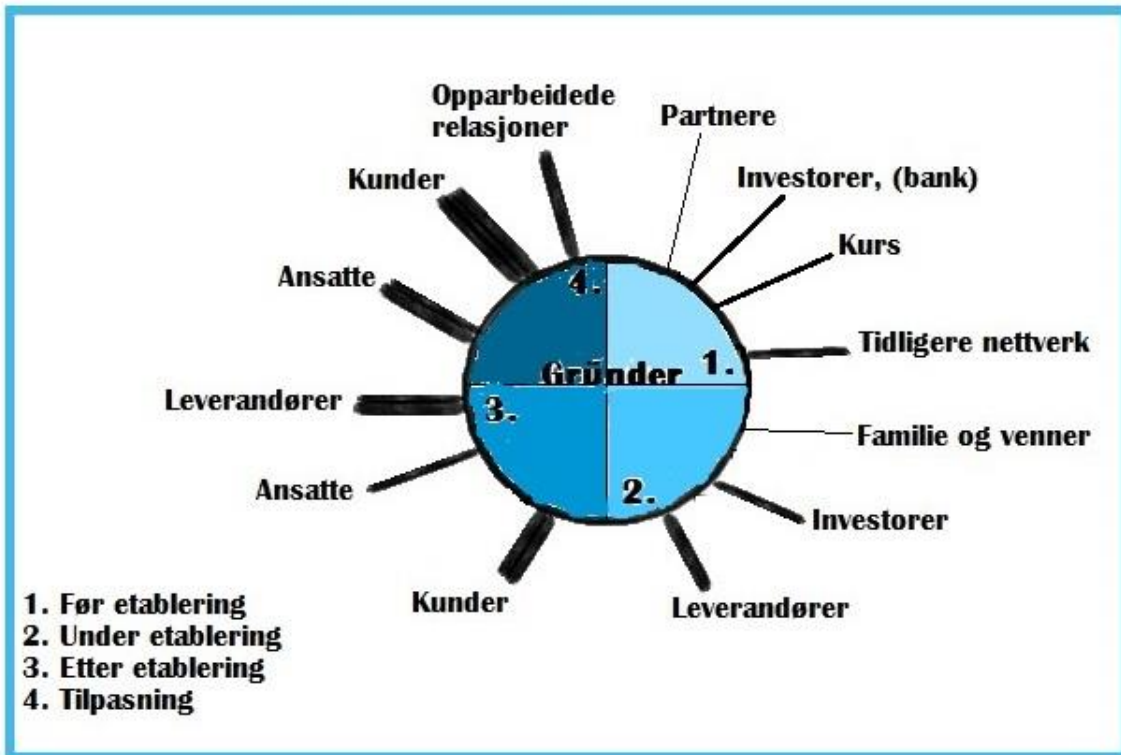 Opparbeidede
relasjoner
Partnere
Kunder
Investorer, (bank)
Kurs
Ansatte
4.
Tidligere nettverk
1.
Gründer
Leverandører
3.
Familie og venner
Ansatte
2.
Investorer
Kunder
Leverandører
1. Før etablering
2. Under etablering
3. Etter etablering
4. Tilpasning